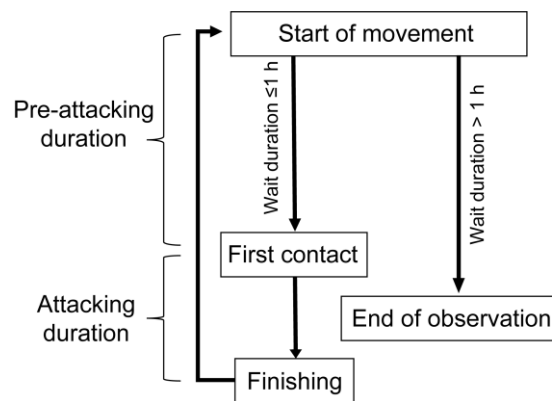 Start of movement
Pre-attacking
duration
Wait duration ≤1 h
Wait duration > 1 h
First contact
Attacking
duration
End of observation
Finishing